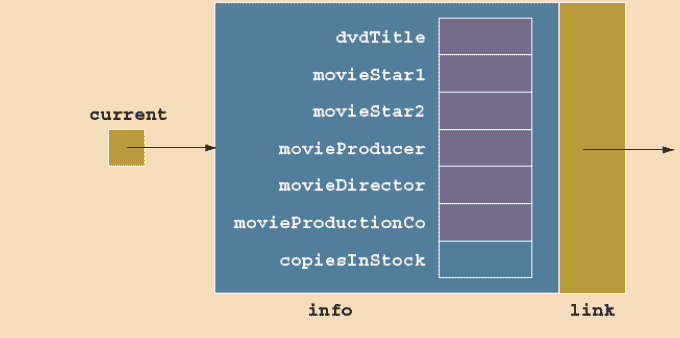 dvdTitle
movieStar1
movieStar2
current
movieProducer
movieDirector
movieProductionCo
copiesInStock
info link